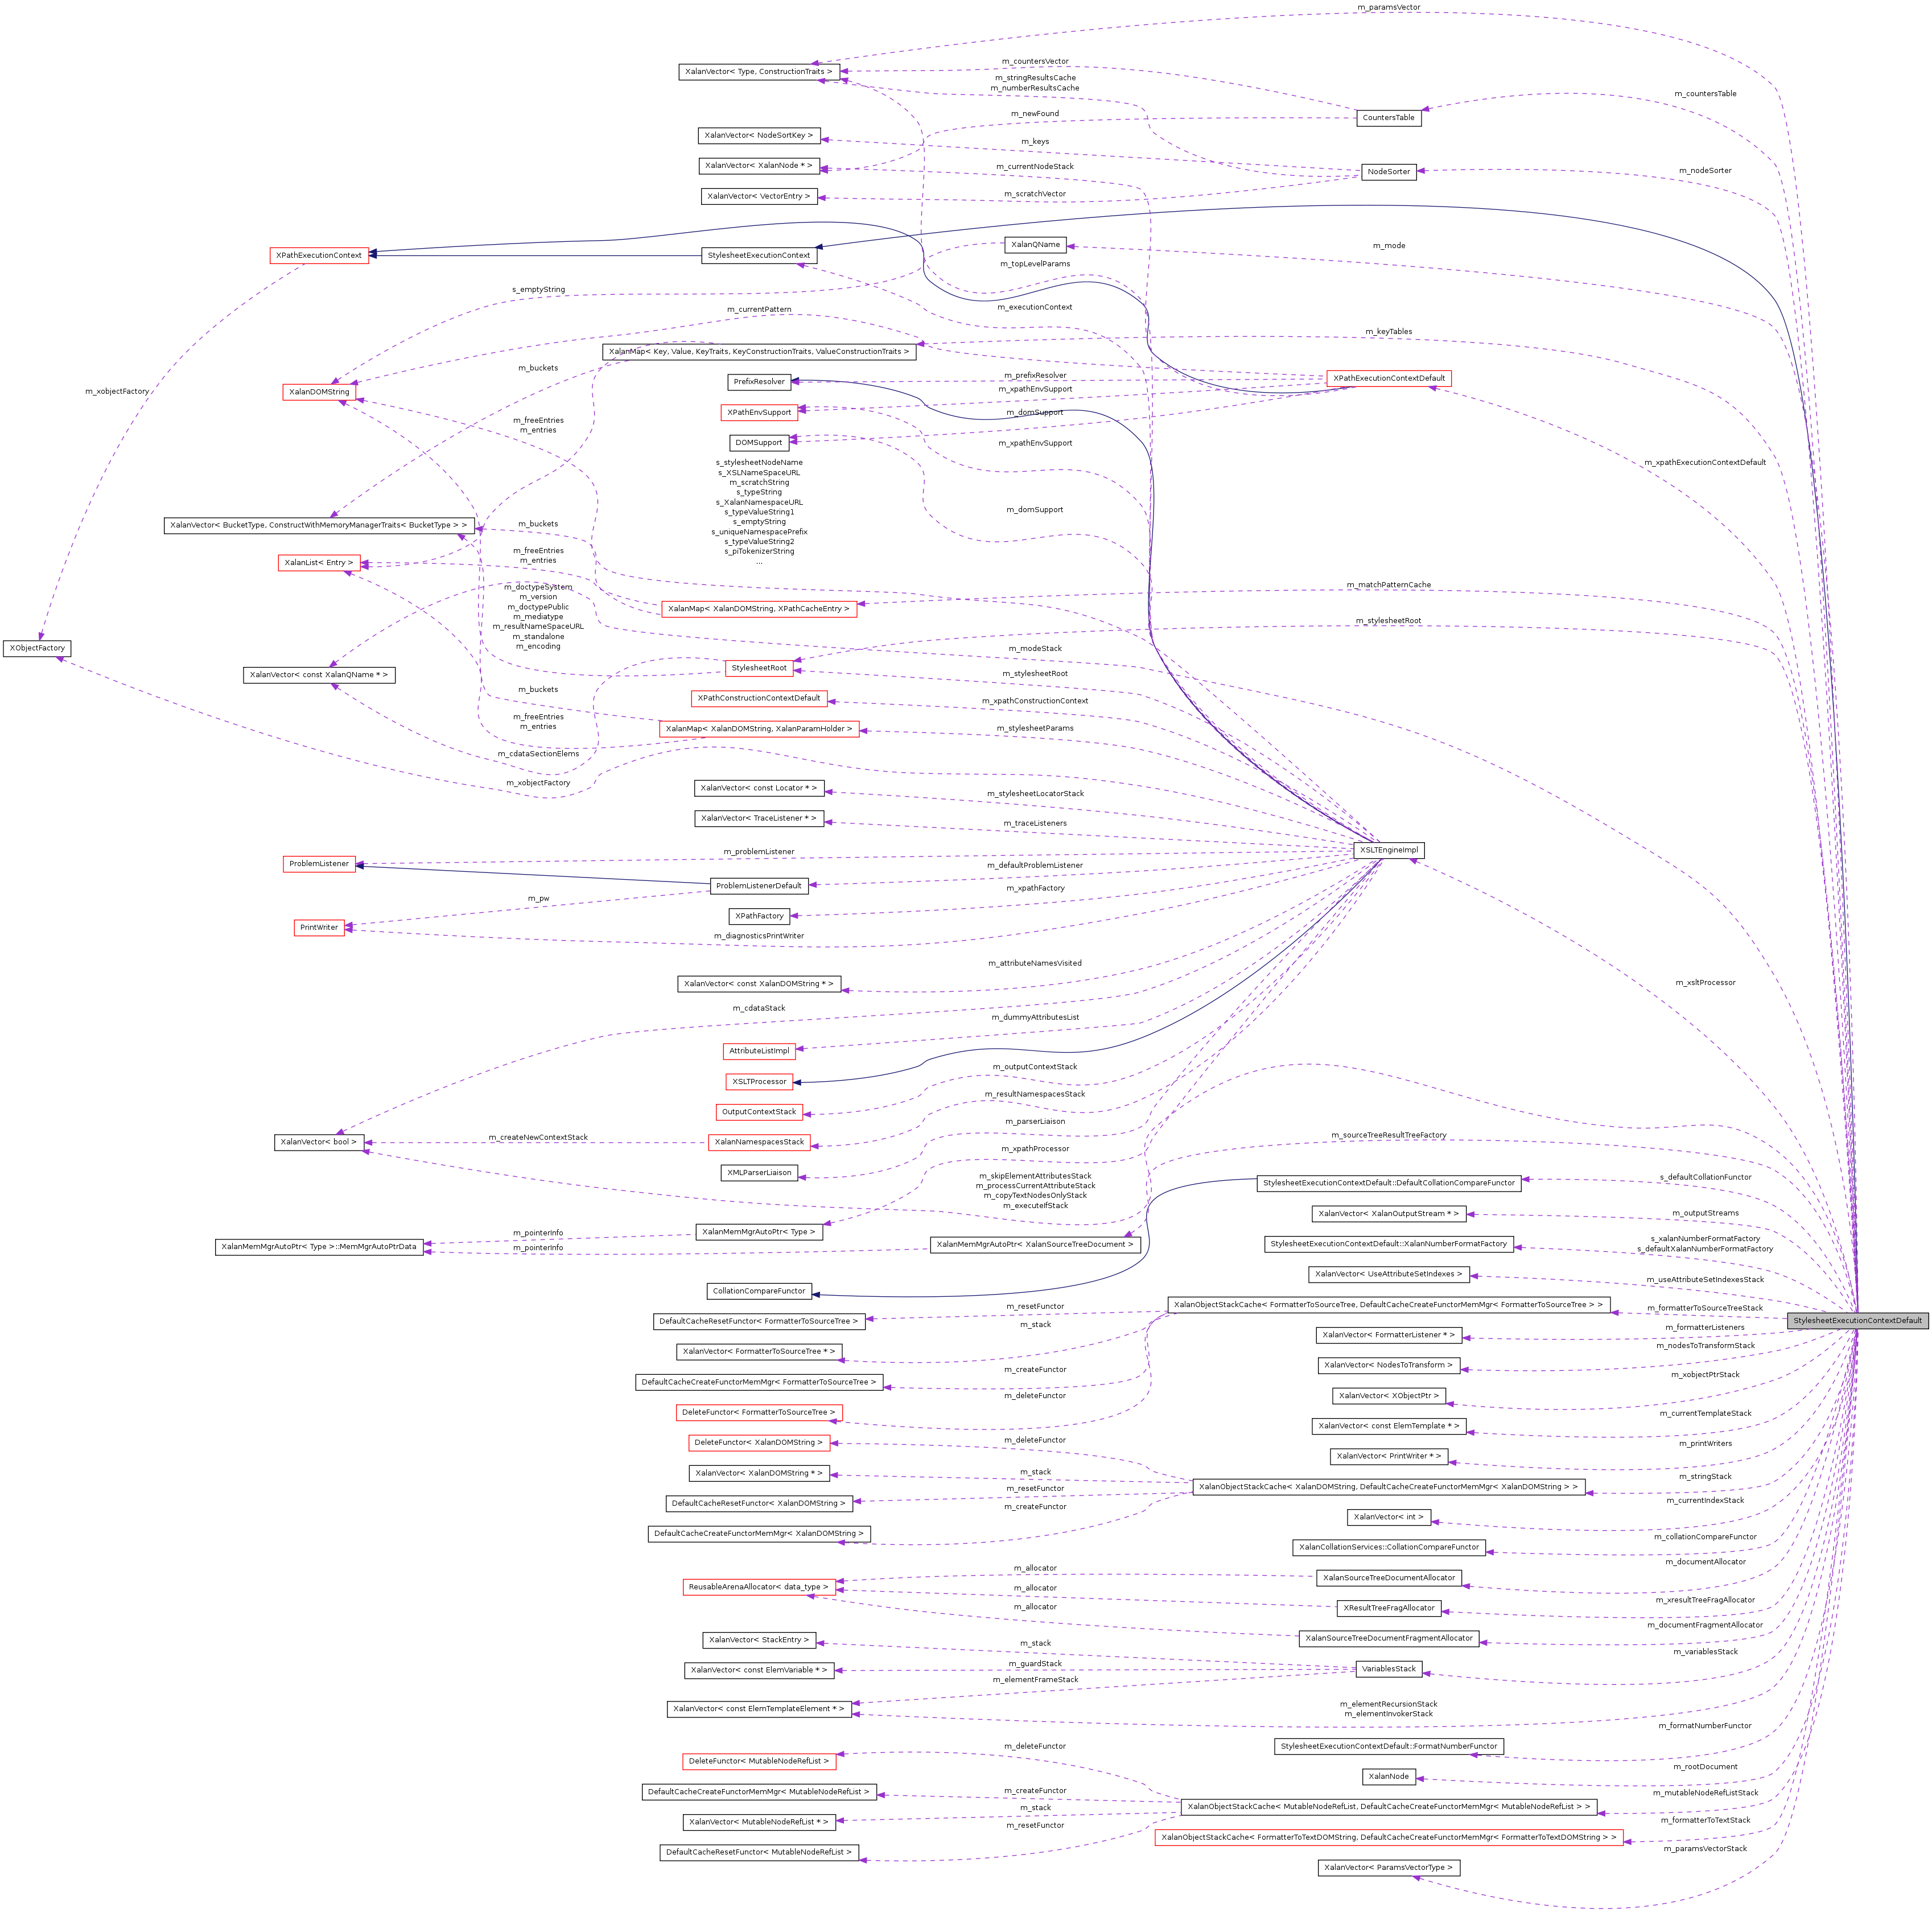 m_paramsVector
m_countersVector
XalanVector< Type, ConstructionTraits >
m_stringResultsCache
m_numberResultsCache
m_countersTable
m_newFound
CountersTable
XalanVector< NodeSortKey >
m_keys
XalanVector< XalanNode * >
m_currentNodeStack
NodeSorter
m_nodeSorter
XalanVector< VectorEntry >
m_scratchVector
XPathExecutionContext
StylesheetExecutionContext
XalanQName
m_mode
m_topLevelParams
s_emptyString
m_executionContext
m_currentPattern
m_keyTables
XalanMap< Key, Value, KeyTraits, KeyConstructionTraits, ValueConstructionTraits >
m_buckets
m_prefixResolver
XPathExecutionContextDefault
PrefixResolver
m_xobjectFactory
XalanDOMString
m_xpathEnvSupport
XPathEnvSupport
m_domSupport
m_freeEntries
m_entries
DOMSupport
m_xpathEnvSupport
s_stylesheetNodeName
s_XSLNameSpaceURL
m_scratchString
s_typeString
s_XalanNamespaceURL
s_typeValueString1
s_emptyString
s_uniqueNamespacePrefix
s_typeValueString2
s_piTokenizerString
...
m_xpathExecutionContextDefault
m_domSupport
XalanVector< BucketType, ConstructWithMemoryManagerTraits< BucketType > >
m_buckets
XalanList< Entry >
m_freeEntries
m_entries
m_matchPatternCache
m_doctypeSystem
m_version
m_doctypePublic
m_mediatype
m_resultNameSpaceURL
m_standalone
m_encoding
XalanMap< XalanDOMString, XPathCacheEntry >
m_stylesheetRoot
XObjectFactory
m_modeStack
XalanVector< const XalanQName * >
StylesheetRoot
m_stylesheetRoot
m_buckets
XPathConstructionContextDefault
m_xpathConstructionContext
m_freeEntries
m_entries
XalanMap< XalanDOMString, XalanParamHolder >
m_stylesheetParams
m_cdataSectionElems
m_xobjectFactory
XalanVector< const Locator * >
m_stylesheetLocatorStack
XalanVector< TraceListener * >
m_traceListeners
ProblemListener
m_problemListener
XSLTEngineImpl
m_defaultProblemListener
ProblemListenerDefault
m_pw
m_xpathFactory
XPathFactory
PrintWriter
m_diagnosticsPrintWriter
m_attributeNamesVisited
XalanVector< const XalanDOMString * >
m_xsltProcessor
m_cdataStack
m_dummyAttributesList
AttributeListImpl
m_outputContextStack
XSLTProcessor
m_resultNamespacesStack
OutputContextStack
m_parserLiaison
XalanVector< bool >
m_createNewContextStack
XalanNamespacesStack
m_sourceTreeResultTreeFactory
m_xpathProcessor
XMLParserLiaison
m_skipElementAttributesStack
m_processCurrentAttributeStack
m_copyTextNodesOnlyStack
m_executeIfStack
StylesheetExecutionContextDefault::DefaultCollationCompareFunctor
s_defaultCollationFunctor
XalanVector< XalanOutputStream * >
m_outputStreams
XalanMemMgrAutoPtr< Type >::MemMgrAutoPtrData
m_pointerInfo
XalanMemMgrAutoPtr< Type >
m_pointerInfo
XalanMemMgrAutoPtr< XalanSourceTreeDocument >
StylesheetExecutionContextDefault::XalanNumberFormatFactory
s_xalanNumberFormatFactory
s_defaultXalanNumberFormatFactory
XalanVector< UseAttributeSetIndexes >
m_useAttributeSetIndexesStack
CollationCompareFunctor
m_resetFunctor
XalanObjectStackCache< FormatterToSourceTree, DefaultCacheCreateFunctorMemMgr< FormatterToSourceTree > >
m_formatterToSourceTreeStack
StylesheetExecutionContextDefault
DefaultCacheResetFunctor< FormatterToSourceTree >
m_stack
XalanVector< FormatterListener * >
m_formatterListeners
XalanVector< FormatterToSourceTree * >
m_nodesToTransformStack
XalanVector< NodesToTransform >
m_createFunctor
DefaultCacheCreateFunctorMemMgr< FormatterToSourceTree >
m_xobjectPtrStack
XalanVector< XObjectPtr >
m_deleteFunctor
DeleteFunctor< FormatterToSourceTree >
m_currentTemplateStack
XalanVector< const ElemTemplate * >
m_deleteFunctor
DeleteFunctor< XalanDOMString >
m_printWriters
XalanVector< PrintWriter * >
m_stack
XalanVector< XalanDOMString * >
m_stringStack
m_resetFunctor
XalanObjectStackCache< XalanDOMString, DefaultCacheCreateFunctorMemMgr< XalanDOMString > >
DefaultCacheResetFunctor< XalanDOMString >
m_createFunctor
m_currentIndexStack
XalanVector< int >
DefaultCacheCreateFunctorMemMgr< XalanDOMString >
m_collationCompareFunctor
XalanCollationServices::CollationCompareFunctor
m_documentAllocator
m_allocator
XalanSourceTreeDocumentAllocator
ReusableArenaAllocator< data_type >
m_allocator
m_xresultTreeFragAllocator
XResultTreeFragAllocator
m_allocator
m_documentFragmentAllocator
XalanSourceTreeDocumentFragmentAllocator
XalanVector< StackEntry >
m_stack
m_variablesStack
m_guardStack
VariablesStack
XalanVector< const ElemVariable * >
m_elementFrameStack
XalanVector< const ElemTemplateElement * >
m_elementRecursionStack
m_elementInvokerStack
m_formatNumberFunctor
StylesheetExecutionContextDefault::FormatNumberFunctor
m_deleteFunctor
DeleteFunctor< MutableNodeRefList >
m_rootDocument
XalanNode
m_createFunctor
DefaultCacheCreateFunctorMemMgr< MutableNodeRefList >
m_mutableNodeRefListStack
XalanObjectStackCache< MutableNodeRefList, DefaultCacheCreateFunctorMemMgr< MutableNodeRefList > >
m_stack
XalanVector< MutableNodeRefList * >
m_formatterToTextStack
m_resetFunctor
XalanObjectStackCache< FormatterToTextDOMString, DefaultCacheCreateFunctorMemMgr< FormatterToTextDOMString > >
DefaultCacheResetFunctor< MutableNodeRefList >
m_paramsVectorStack
XalanVector< ParamsVectorType >